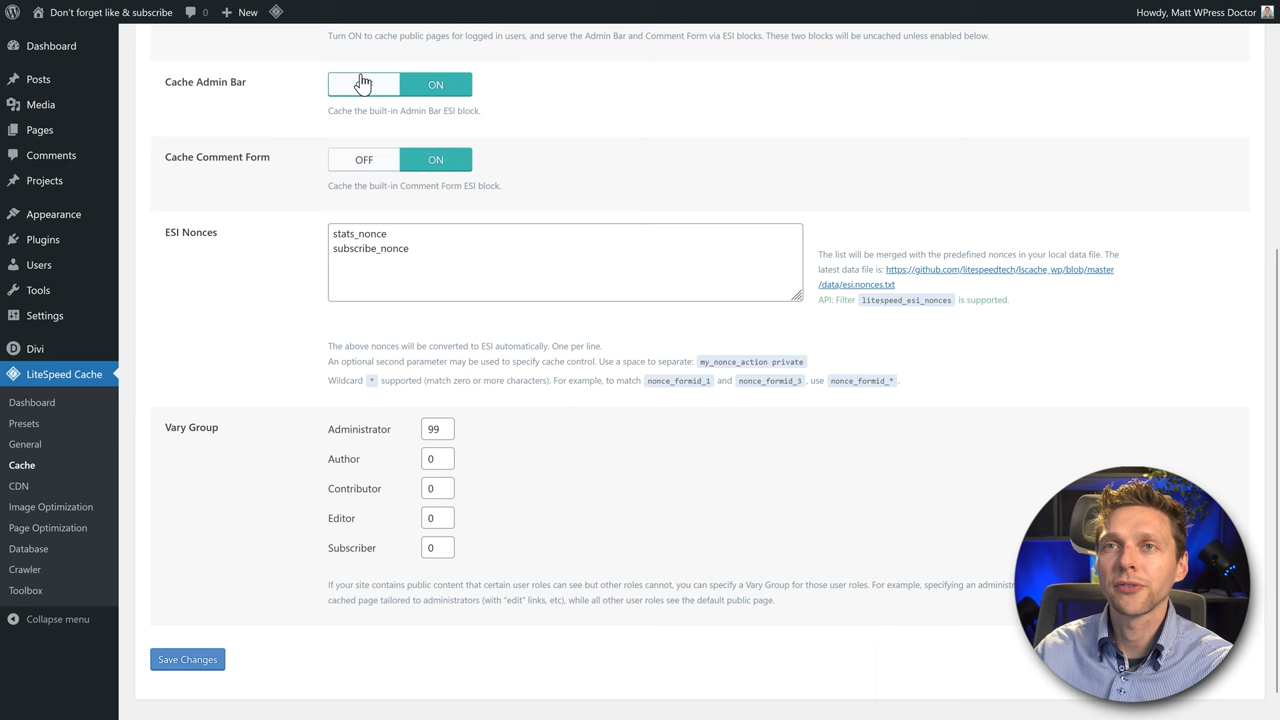 Don't forget & subscribe
0
New
Howdy, Matt WPress Doctor
Dashboard
Posts
Media
Pages
Comments
Projects
Appearance
Plugins
Users
Tools
Settings
Divi
LiteSpeed Cache
Dashboard
Presets
General
Cache
CDN
Image Optimization
Page Optimization
Database
Crawler
Toolbox
Collapse menu
Turn ON to cache public pages for logged in users, and serve the Admin Bar and Comment Form via ESI blocks. These two blocks will be uncached unless enabled below.
Cache Admin Bar
ON
Cache the built-in Admin Bar ESI block.
Cache Comment Form
OFF ON
Cache the built-in Comment Form ESI block.
ESI Nonces
stats_nonce
subscribe_nonce
The list will be merged with the predefined nonces in your local data file. The
latest data file is: https://github.com/litespeedtech/lscache_wp/blob/master
/data/esi.nonces.txt
API: Filter litespeed_esi_nonces is supported.
The above nonces will be converted to ESI automatically. One per line.
An optional second parameter may be used to specify cache control. Use a space to separate: my_nonce_action private
Wildcard * supported (match zero or more characters). For example, to match nonce_formid_1 and nonce_formid_3, use nonce_formid_*.
Vary Group
Administrator 99
Author 0
Contributor 0
Editor 0
Subscriber 0
If your site contains public content that certain user roles can see but other roles cannot, you can specify a Vary Group for those user roles. For example, specifying an
cached page tailored to administrators (with "edit" links, etc), while all other user roles see the default public page.
Save Changes